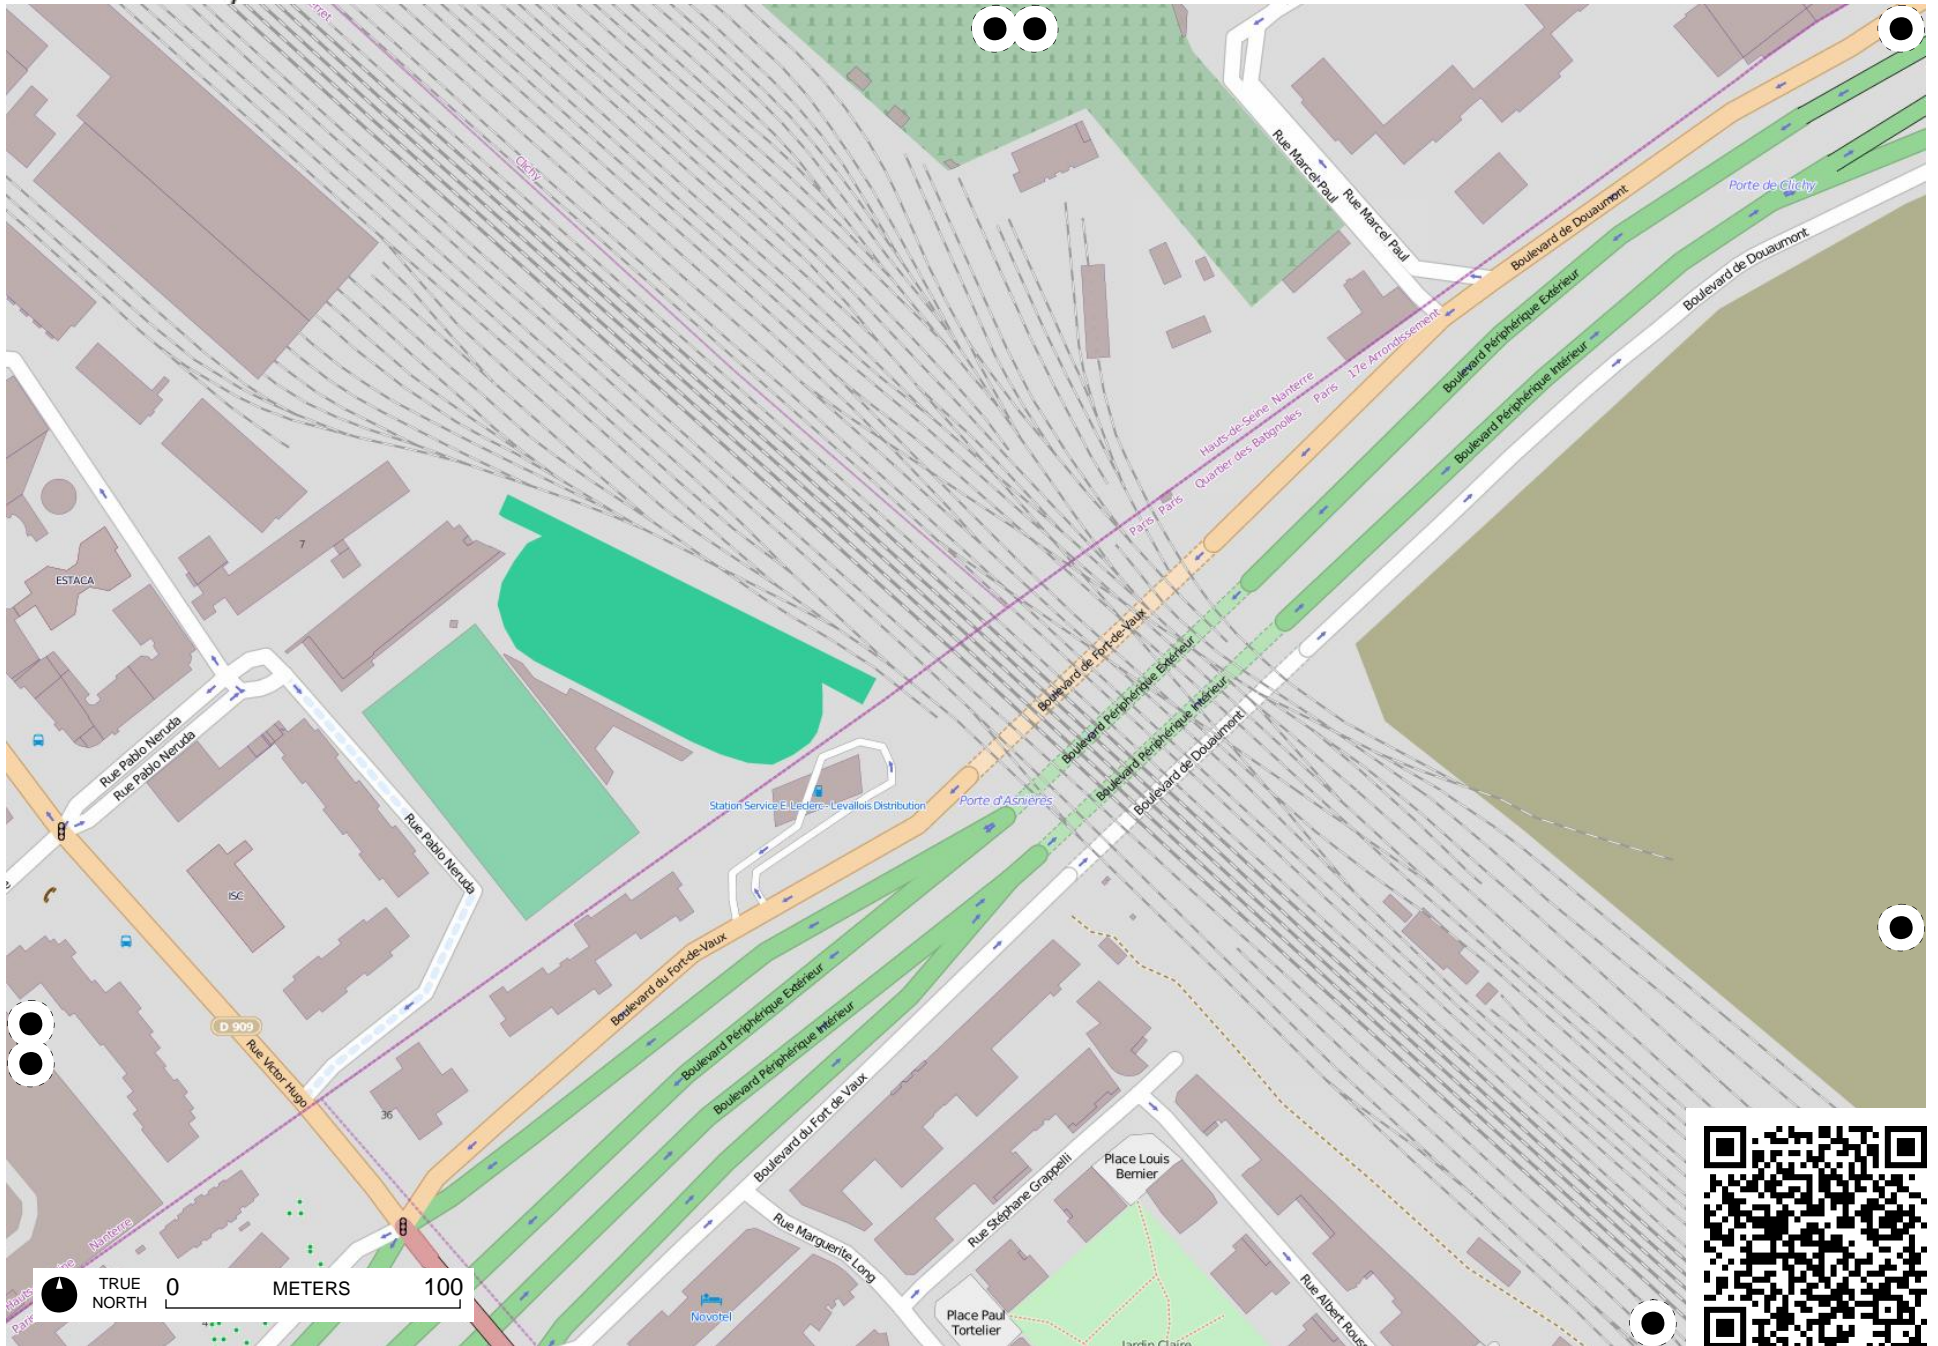 Clichy
Rue Marcel Paul
Rue Marcel Paul
Porte de Clichy
Boulevard de Douaumont
Boulevard de Douaumont
Boulevard Périphérique Extérieur
Boulevard Périphérique Intérieur
Hauts-de-Seine Nanterre
Paris 17e Arrondissement
Quartier des Batignolles
Paris Paris
7
ESTACA
Boulevard de Fort-de-Vaux
Boulevard Périphérique Extérieur
Boulevard Périphérique Intérieur
Boulevard de Douaumont
Rue Pablo Neruda
Rue Pablo Neruda
Station Service E. Leclerc - Levallois Distribution
Porte d'Asnières
Rue Pablo Neruda
ISC
Boulevard du Fort-de-Vaux
Boulevard Périphérique Extérieur
Boulevard Périphérique Intérieur
D 909
Rue Victor Hugo
36
Boulevard du Fort de Vaux
Place Louis
Bernier
Rue Stéphane Grappelli
Rue Marguerite Long
Nanterre
TRUE
NORTH
0 METERS 100
Novotel
Place Paul
Tortelier
Jardin Claire
Rue Albert Rous